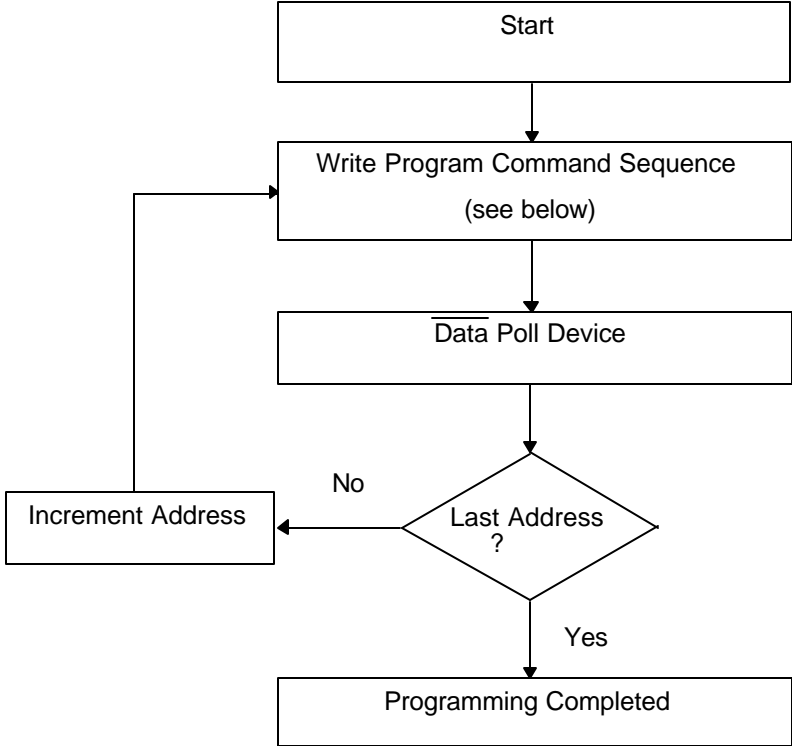 Start
Write Program Command Sequence
(see below)
Data Poll Device
No
Increment Address
Last Address
?
Yes
Programming Completed